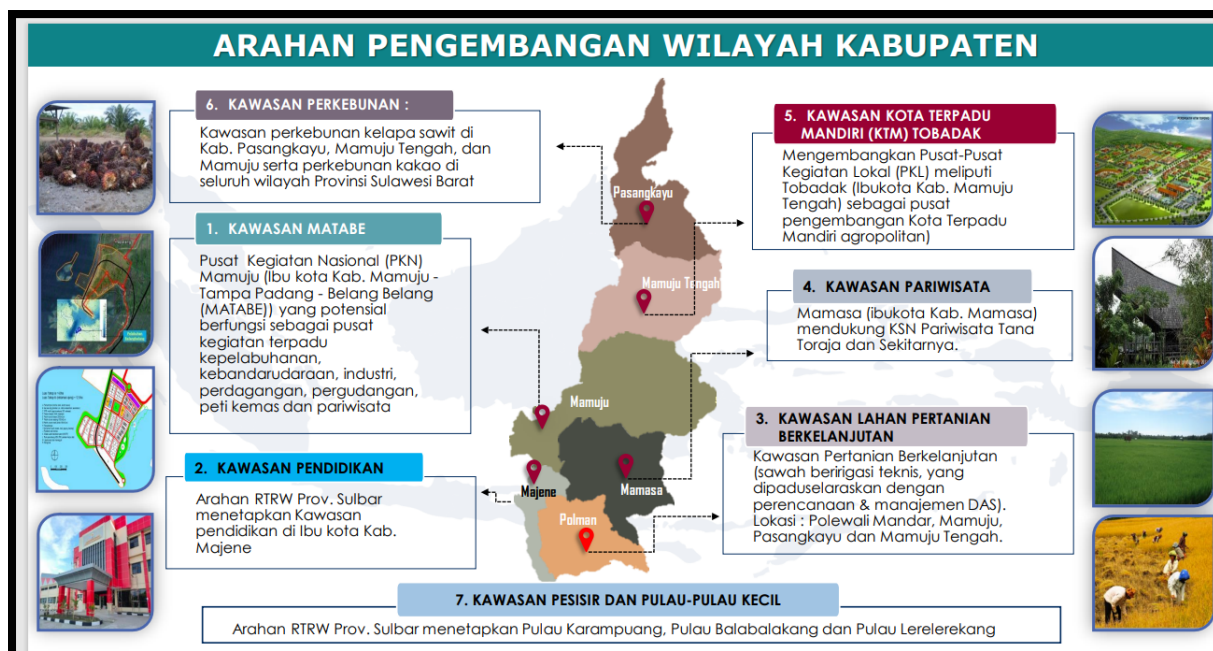 ARAHAN PENGEMBANGAN WILAYAH KABUPATEN
6. KAWASAN PERKEBUNAN :
Kawasan perkebunan kelapa sawit di
Kab. Pasangkayu, Mamuju Tengah, dan
Mamuju serta perkebunan kakao di
seluruh wilayah Provinsi Sulawesi Barat
1. KAWASAN MATABE
Pusat Kegiatan Nasional (PKN)
Mamuju (Ibu kota Kab. Mamuju -
Tampa Padang - Belang Belang
(MATABE)) yang potensial
berfungsi sebagai pusat
kegiatan terpadu
kepelabuhanan,
kebandarudaraan, industri,
perdagangan, pergudangan,
peti kemas dan pariwisata
2. KAWASAN PENDIDIKAN
Arahan RTRW Prov. Sulbar
menetapkan Kawasan
pendidikan di Ibu kota Kab.
Majene
Pasangkayu
Mamuju Tengah
Mamuju
Majene
Mamasa
Polman
5. KAWASAN KOTA TERPADU
MANDIRI (KTM) TOBADAK
Mengembangkan Pusat-Pusat
Kegiatan Lokal (PKL) meliputi
Tobadak (Ibukota Kab. Mamuju
Tengah) sebagai pusat
pengembangan Kota Terpadu
Mandiri agropolitan)
4. KAWASAN PARIWISATA
Mamasa (ibukota Kab. Mamasa)
mendukung KSN Pariwisata Tana
Toraja dan Sekitarnya.
3. KAWASAN LAHAN PERTANIAN
BERKELANJUTAN
Kawasan Pertanian Berkelanjutan
(sawah beririgasi teknis, yang
dipaduselaraskan dengan
perencanaan & manajemen DAS).
Lokasi : Polewali Mandar, Mamuju,
Pasangkayu dan Mamuju Tengah.
7. KAWASAN PESISIR DAN PULAU-PULAU KECIL
Arahan RTRW Prov. Sulbar menetapkan Pulau Karampuang, Pulau Balabalakang dan Pulau Lerelerekang